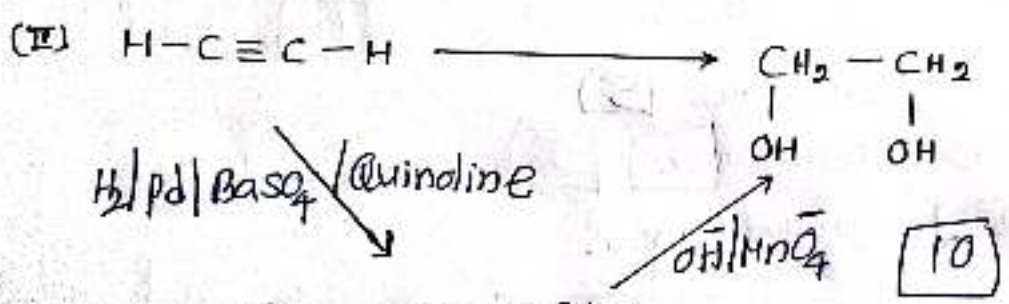 (II) H-C≡C-H ⟶ CH₂-CH₂
OH OH
H₂/pd/BaSO₄/Quinoline
OH⁻/MnO₄⁻
10